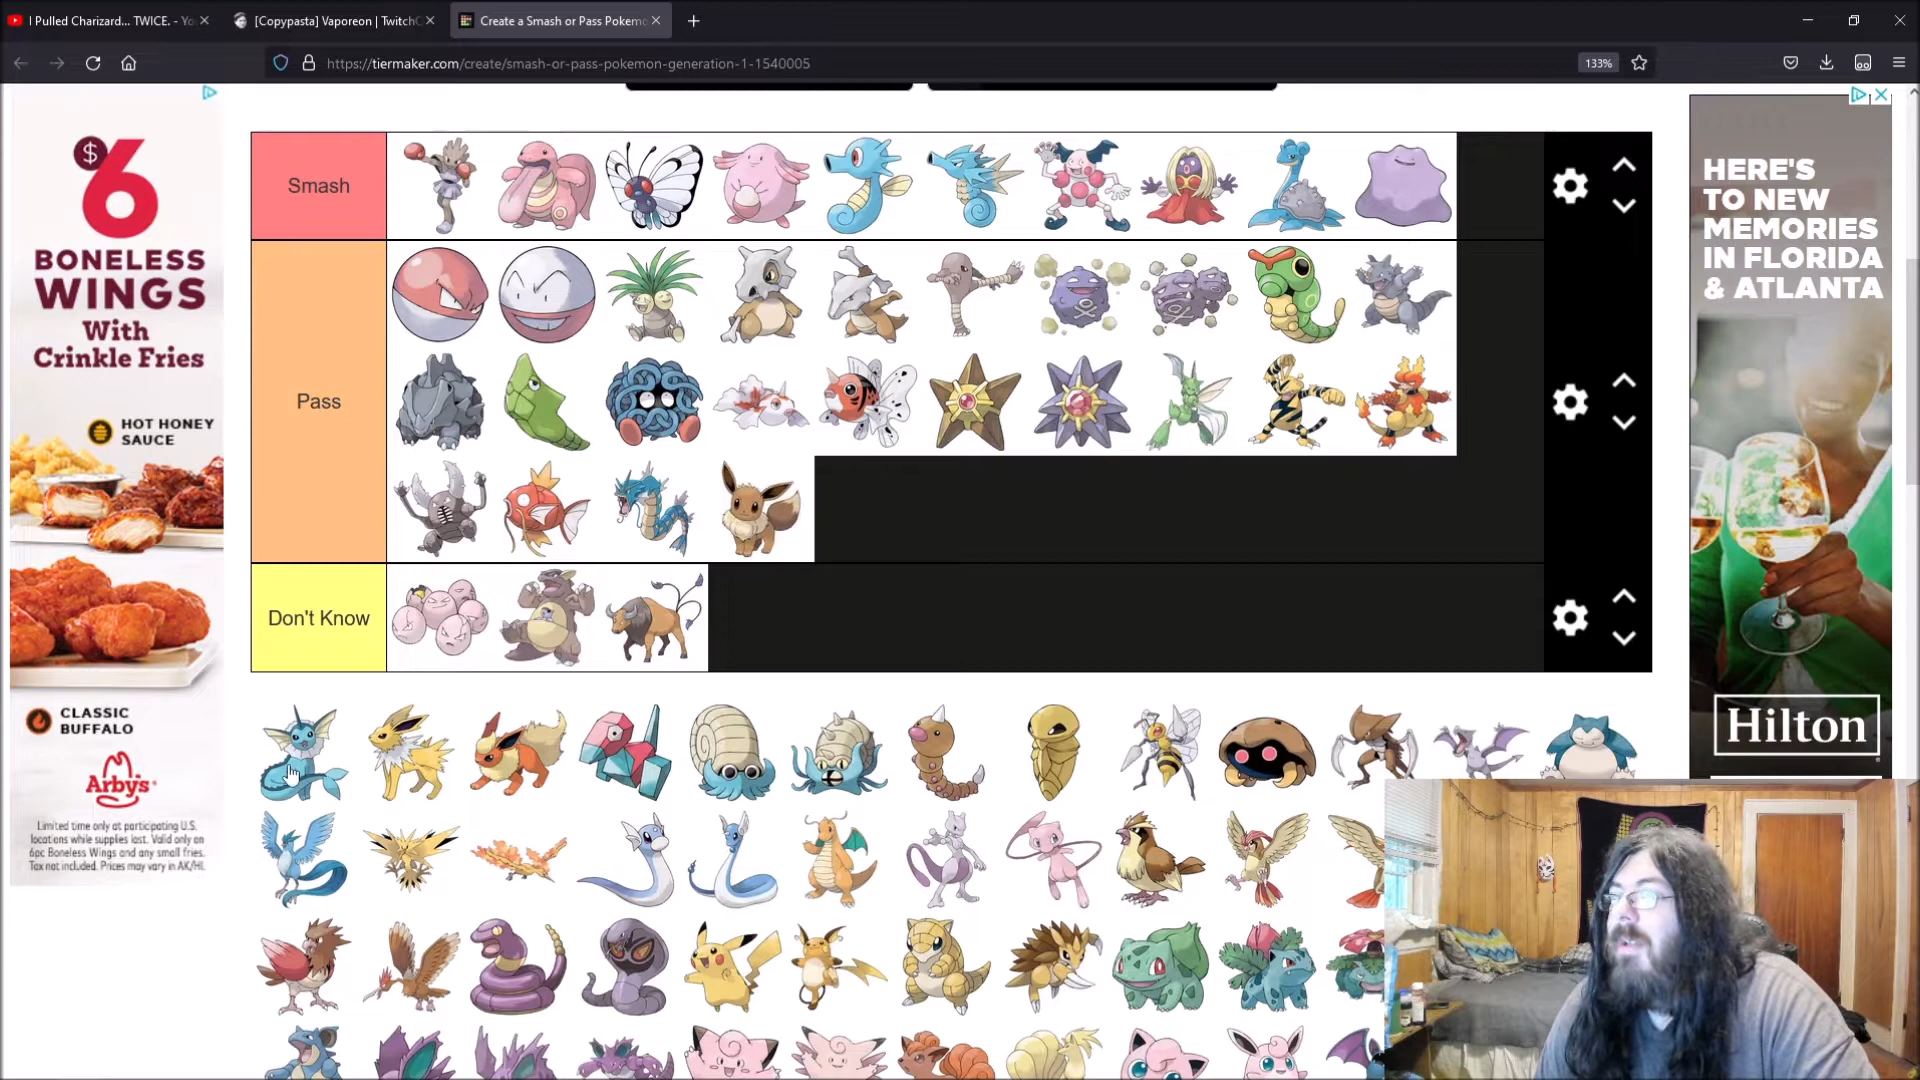 I Pulled Charizard... TWICE. - Yo
[Copypasta] Vaporeon | TwitchC
Create a Smash or Pass Pokemo
https://tiermaker.com/create/smash-or-pass-pokemon-generation-1-1540005
133%
$6
BONELESS
WINGS
With
Crinkle Fries
HOT HONEY
SAUCE
CLASSIC
BUFFALO
Arby's
Limited time only at participating U.S.
locations while supplies last. Valid only on
6pc Boneless Wings and any small fries.
Tax not included. Prices may vary in AK/HI.
Smash
Pass
Don't Know
HERE'S
TO NEW
MEMORIES
IN FLORIDA
& ATLANTA
Hilton